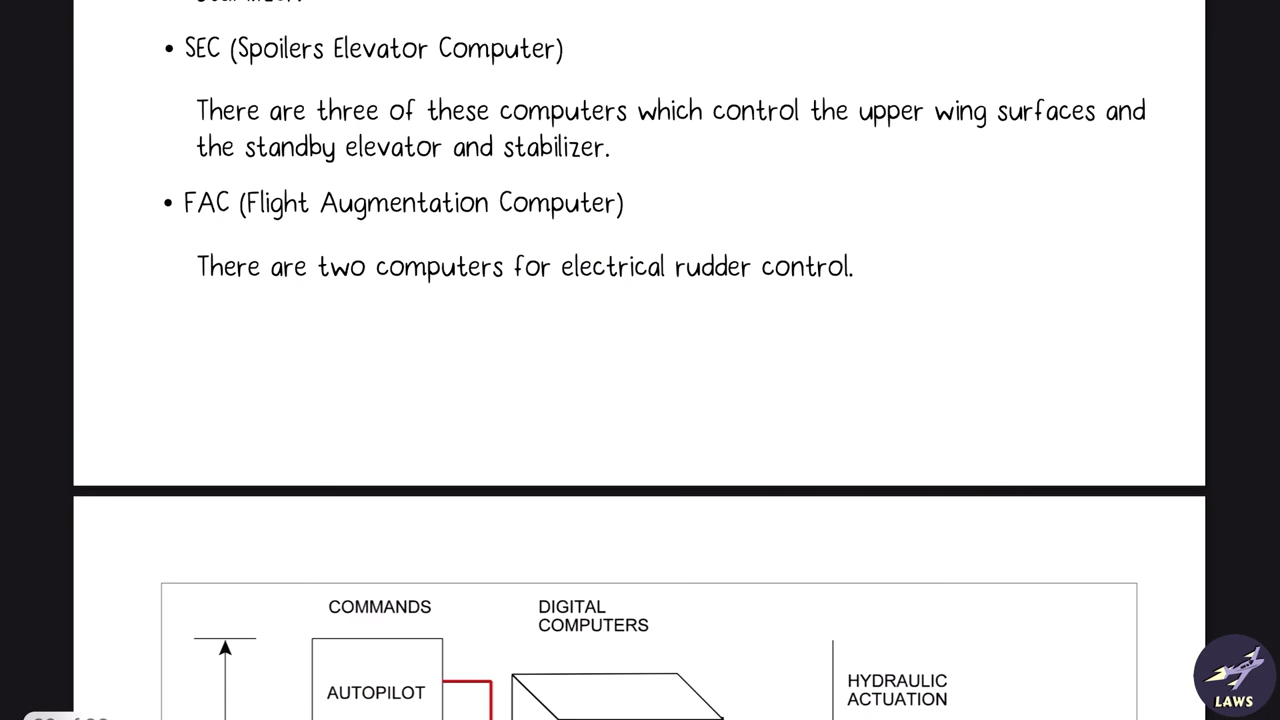 • SEC (Spoilers Elevator Computer)
There are three of these computers which control the upper wing surfaces and
the standby elevator and stabilizer.
• FAC (Flight Augmentation Computer)
There are two computers for electrical rudder control.
COMMANDS
DIGITAL
COMPUTERS
AUTOPILOT
HYDRAULIC
ACTUATION
LAWS